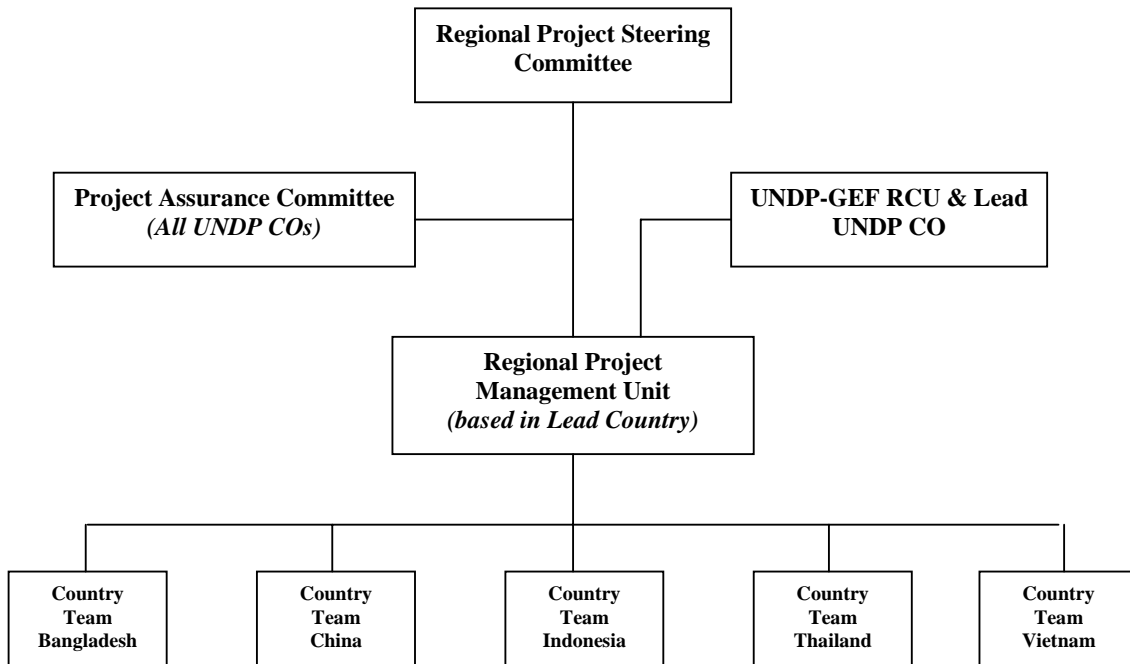 Regional Project Steering
Committee
Project Assurance Committee
(All UNDP COs)
UNDP-GEF RCU & Lead
UNDP CO
Regional Project
Management Unit
(based in Lead Country)
Country
Team
Bangladesh
Country
Team
China
Country
Team
Indonesia
Country
Team
Thailand
Country
Team
Vietnam